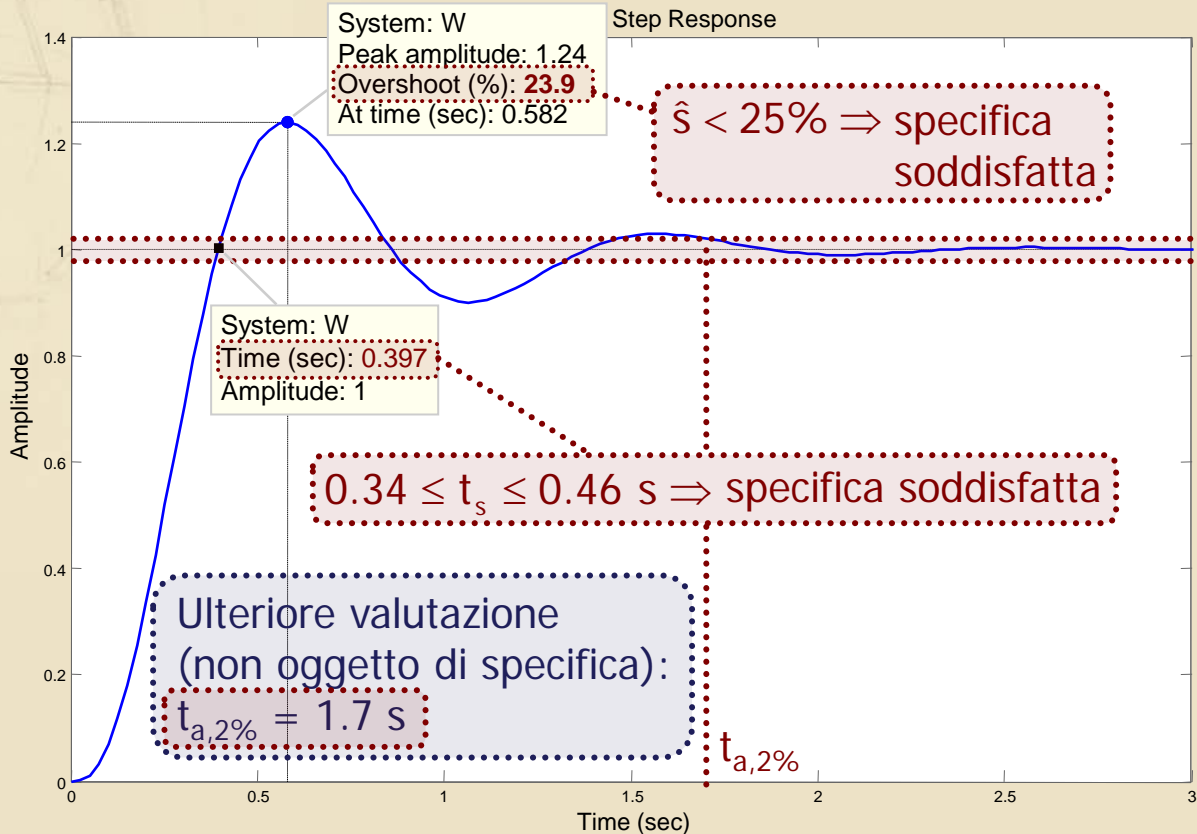 Step Response
System: W
Peak amplitude: 1.24
Overshoot (%): 23.9
At time (sec): 0.582
ŝ < 25% ⇒ specifica
soddisfatta
System: W
Time (sec): 0.397
Amplitude: 1
0.34 ≤ t_s ≤ 0.46 s ⇒ specifica soddisfatta
Ulteriore valutazione
(non oggetto di specifica):
t_{a,2%} = 1.7 s
t_{a,2%}
Amplitude
1.4
1.2
1
0.8
0.6
0.4
0.2
0
0 0.5 1 1.5 2 2.5 3
Time (sec)